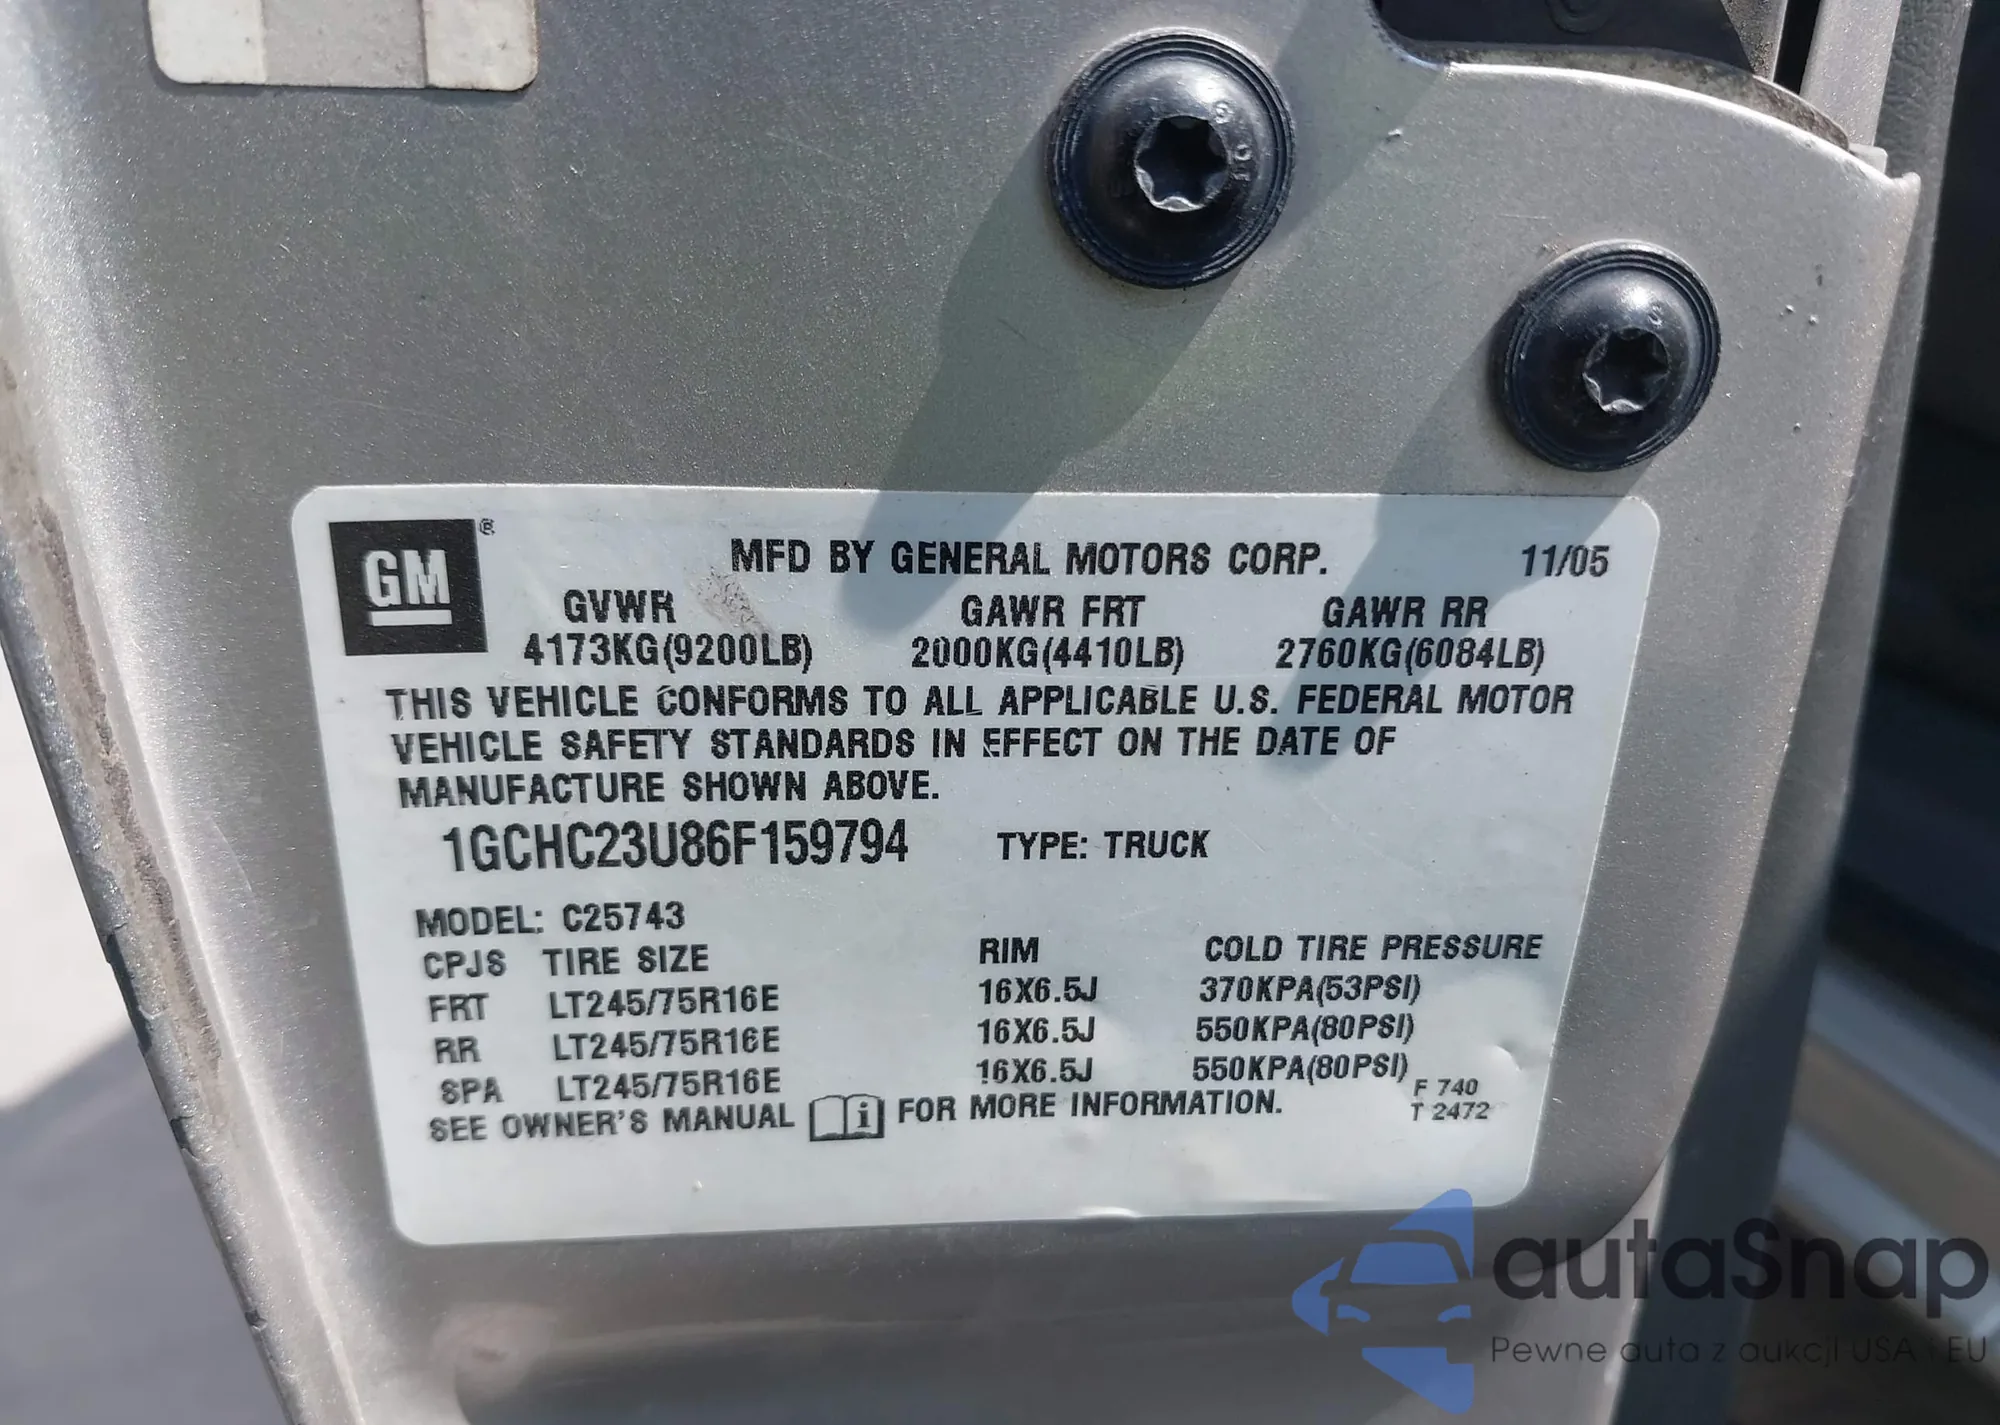 GM®
MFD BY GENERAL MOTORS CORP. 11/05
GVWR GAWR FRT GAWR RR
4173KG(9200LB) 2000KG(4410LB) 2760KG(6084LB)
THIS VEHICLE CONFORMS TO ALL APPLICABLE U.S. FEDERAL MOTOR
VEHICLE SAFETY STANDARDS IN EFFECT ON THE DATE OF
MANUFACTURE SHOWN ABOVE.
1GCHC23U86F159794 TYPE: TRUCK
MODEL: C25743
CPJS TIRE SIZE RIM COLD TIRE PRESSURE
FRT LT245/75R16E 16X6.5J 370KPA(53PSI)
RR LT245/75R16E 16X6.5J 550KPA(80PSI)
SPA LT245/75R16E 16X6.5J 550KPA(80PSI)
F 740
T 2472
SEE OWNER'S MANUAL i FOR MORE INFORMATION.
autaSnap
Pewne auta z aukcji USA i EU